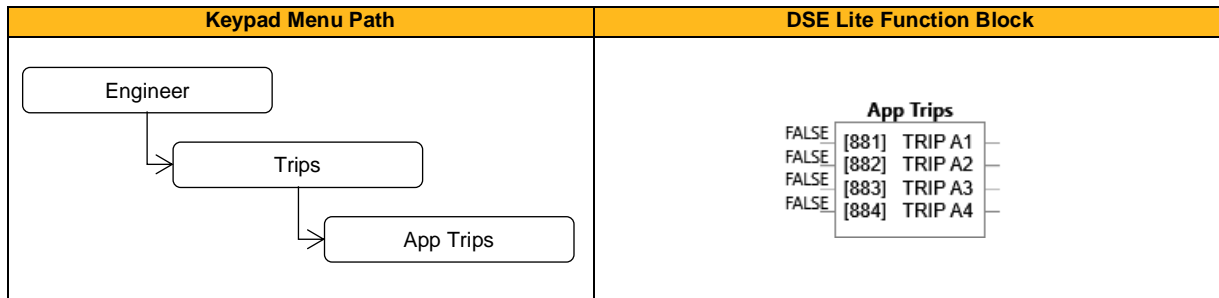 Keypad Menu Path
DSE Lite Function Block
Engineer
Trips
App Trips
App Trips
FALSE [881] TRIP A1
FALSE [882] TRIP A2
FALSE [883] TRIP A3
FALSE [884] TRIP A4